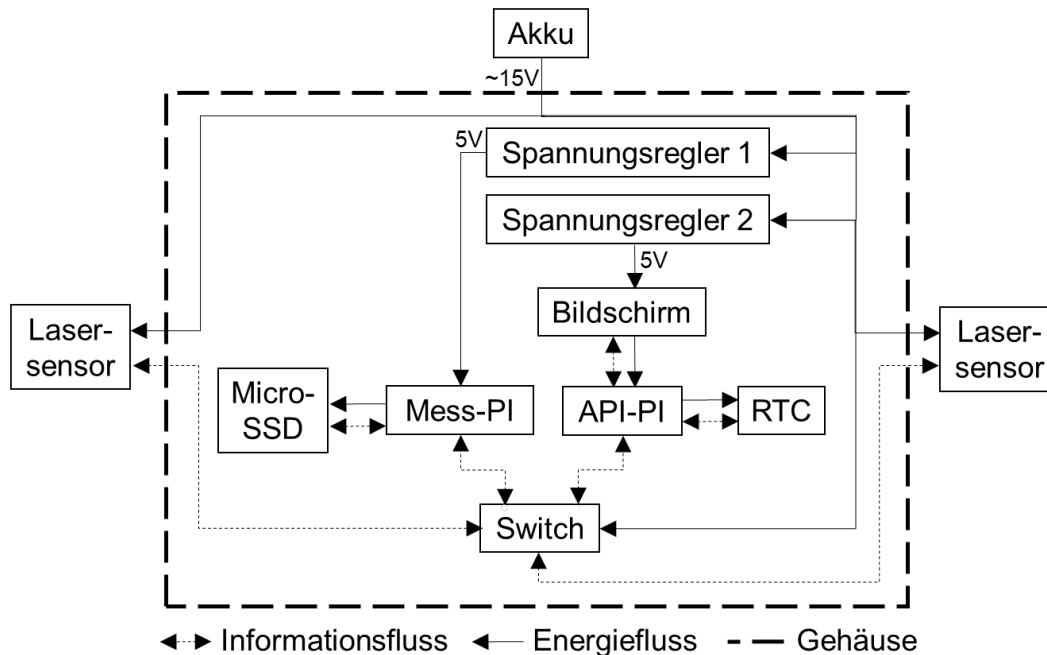 Akku
~15V
5V
Spannungsregler 1
Spannungsregler 2
5V
Bildschirm
Laser-
sensor
Laser-
sensor
Micro-
SSD
Mess-PI
API-PI
RTC
Switch
Informationsfluss
Energiefluss
Gehäuse